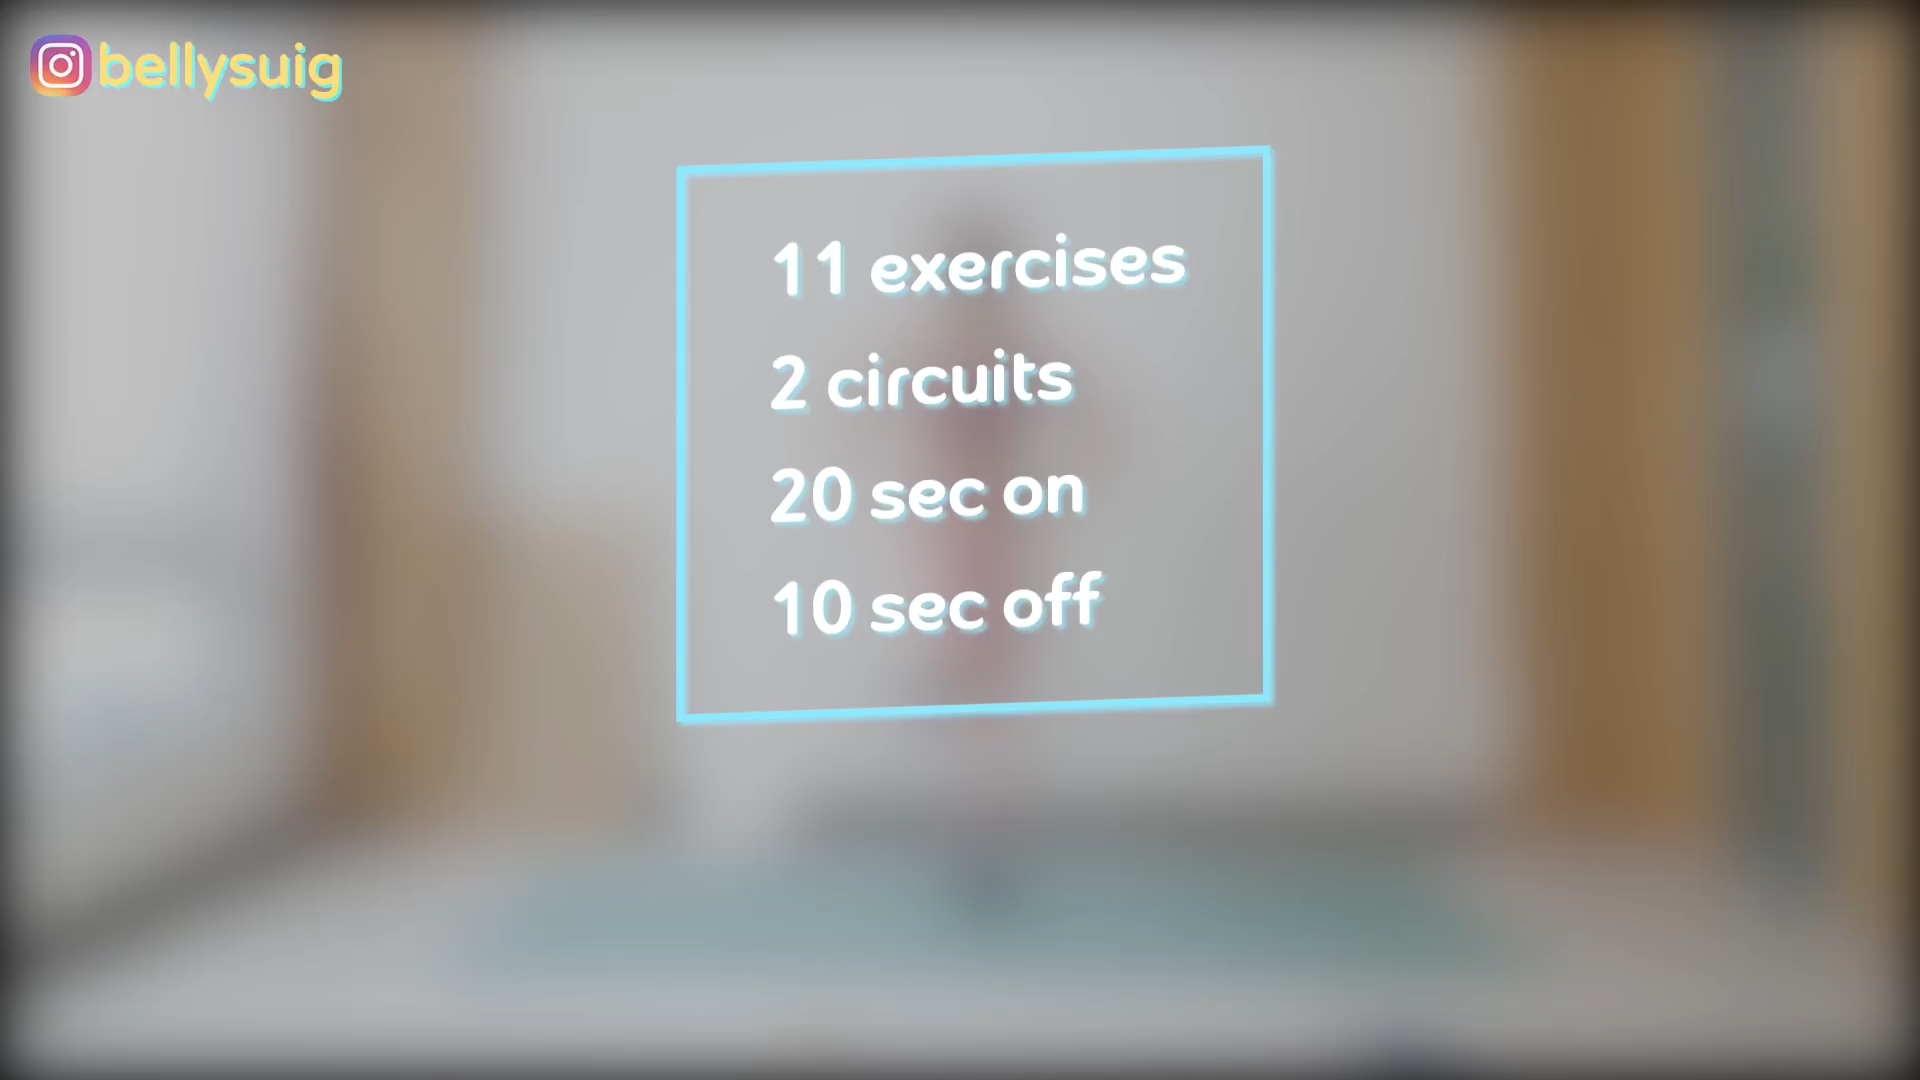 bellysuig
11 exercises
2 circuits
20 sec on
10 sec off